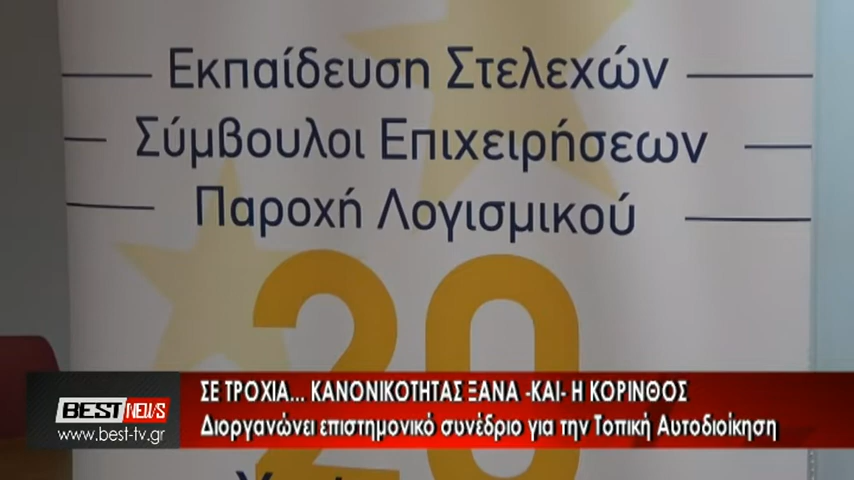 Εκπαίδευση Στελεχών
Σύμβουλοι Επιχειρήσεων
Παροχή Λογισμικού
20
ΣΕ ΤΡΟΧΙΑ... ΚΑΝΟΝΙΚΟΤΗΤΑΣ ΞΑΝΑ -ΚΑΙ- Η ΚΟΡΙΝΘΟΣ
BEST NEWS
Διοργανώνει επιστημονικό συνέδριο για την Τοπική Αυτοδιοίκηση
www.best-tv.gr